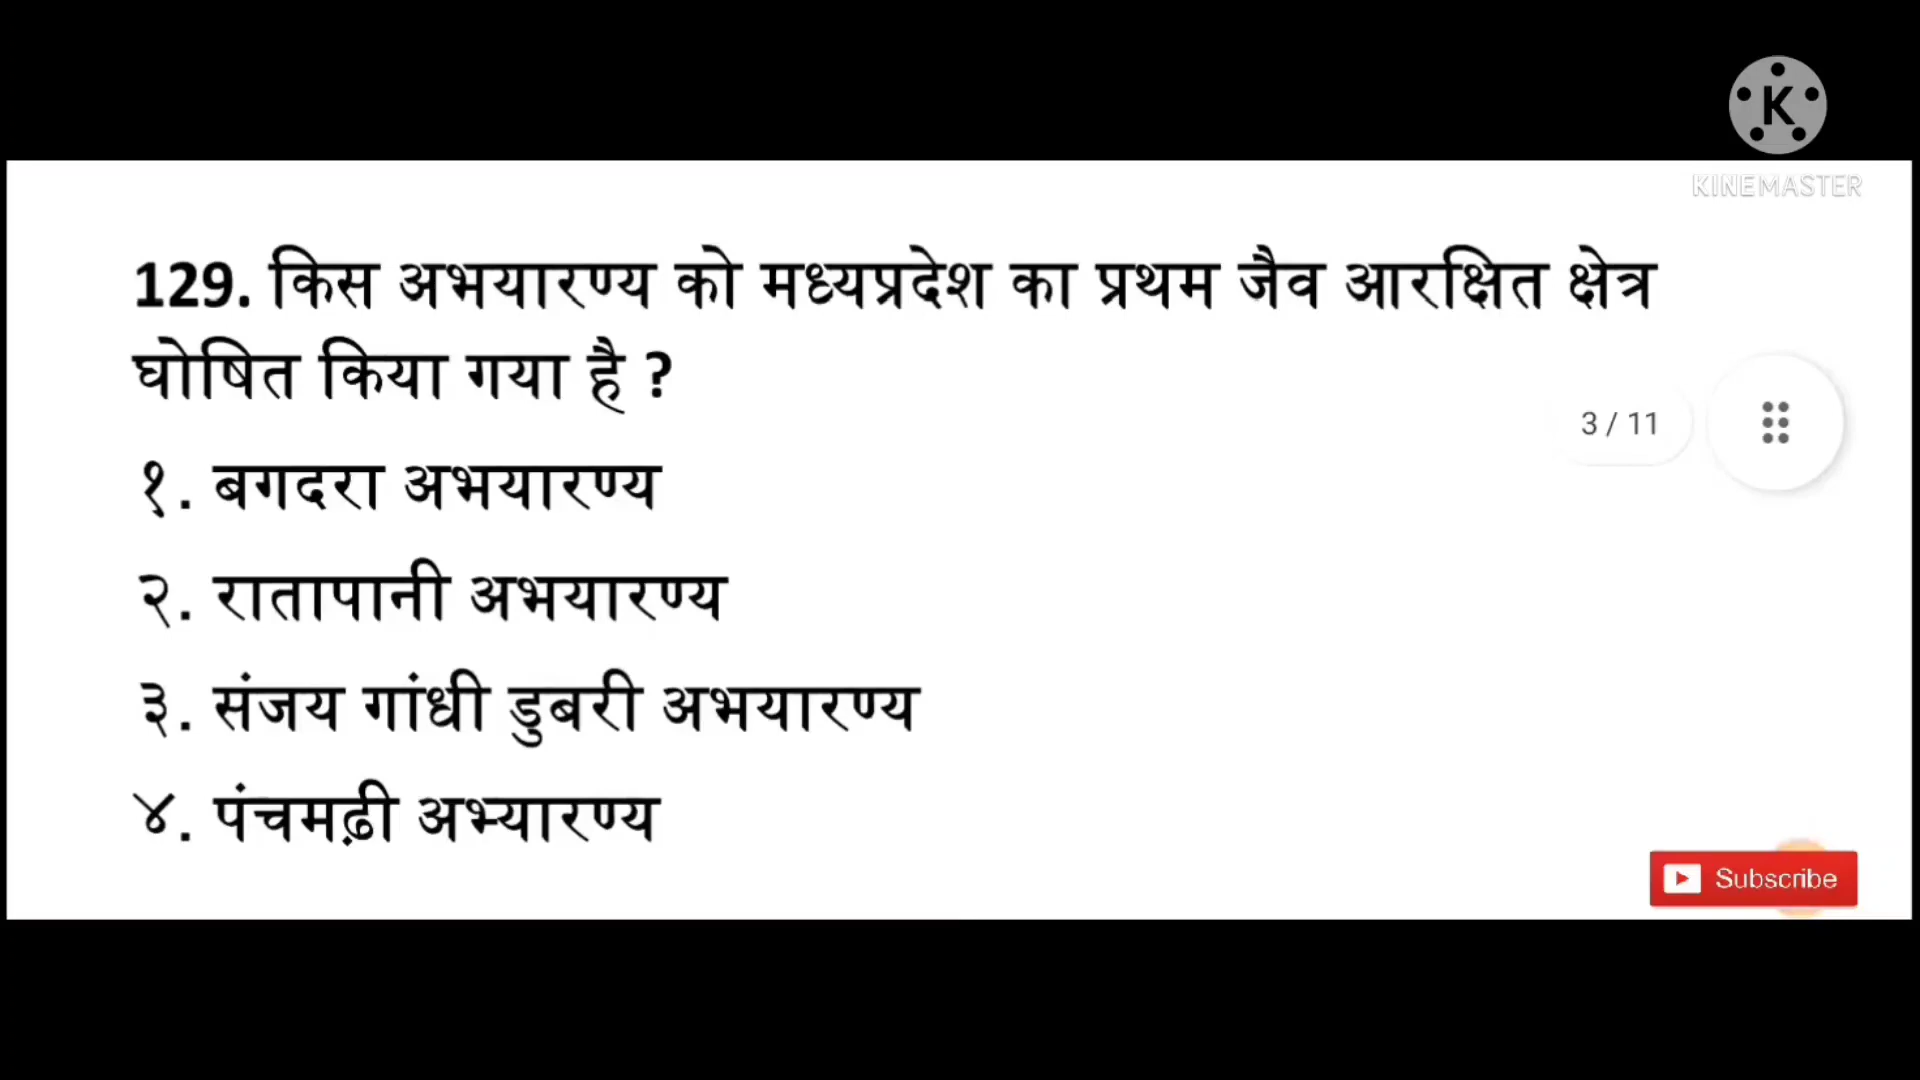 K
KINEMASTER
129. किस अभयारण्य को मध्यप्रदेश का प्रथम जैव आरक्षित क्षेत्र
घोषित किया गया है ?
3 / 11
१. बगदरा अभयारण्य
२. रातापानी अभयारण्य
३. संजय गांधी डुबरी अभयारण्य
४. पंचमढ़ी अभ्यारण्य
Subscribe